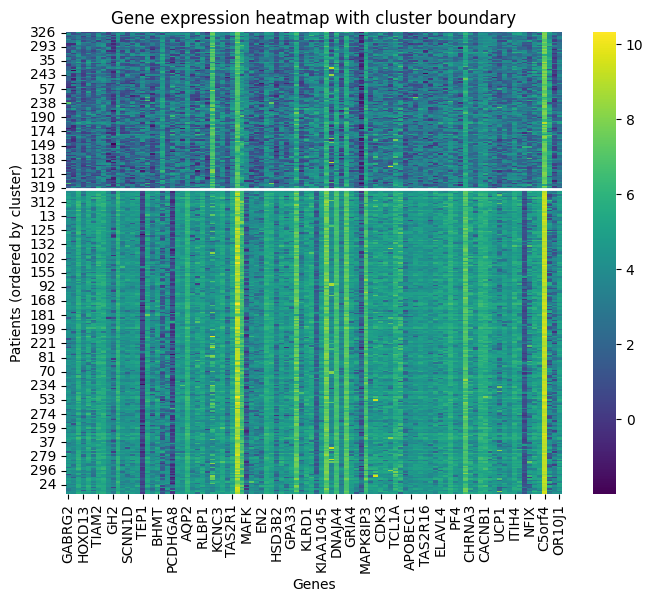 Gene expression heatmap with cluster boundary
Patients (ordered by cluster)
326
293
35
243
57
238
190
174
149
138
121
319
312
13
125
132
102
155
92
168
181
199
221
81
70
234
53
274
259
37
279
296
24
GABRG2
HOXD13
TIAM2
GH2
SCNN1D
TEP1
BHMT
PCDHGA8
AQP2
RLBP1
KCNC3
TAS2R1
MAFK
EN2
HSD3B2
GPA33
KLRD1
KIAA1045
DNAJA4
GRIA4
MAPK8IP3
CDK3
TCL1A
APOBEC1
TAS2R16
ELAVL4
PF4
CHRNA3
CACNB1
UCP1
ITIH4
NFIX
C5orf4
OR10J1
Genes
10
8
6
4
2
0